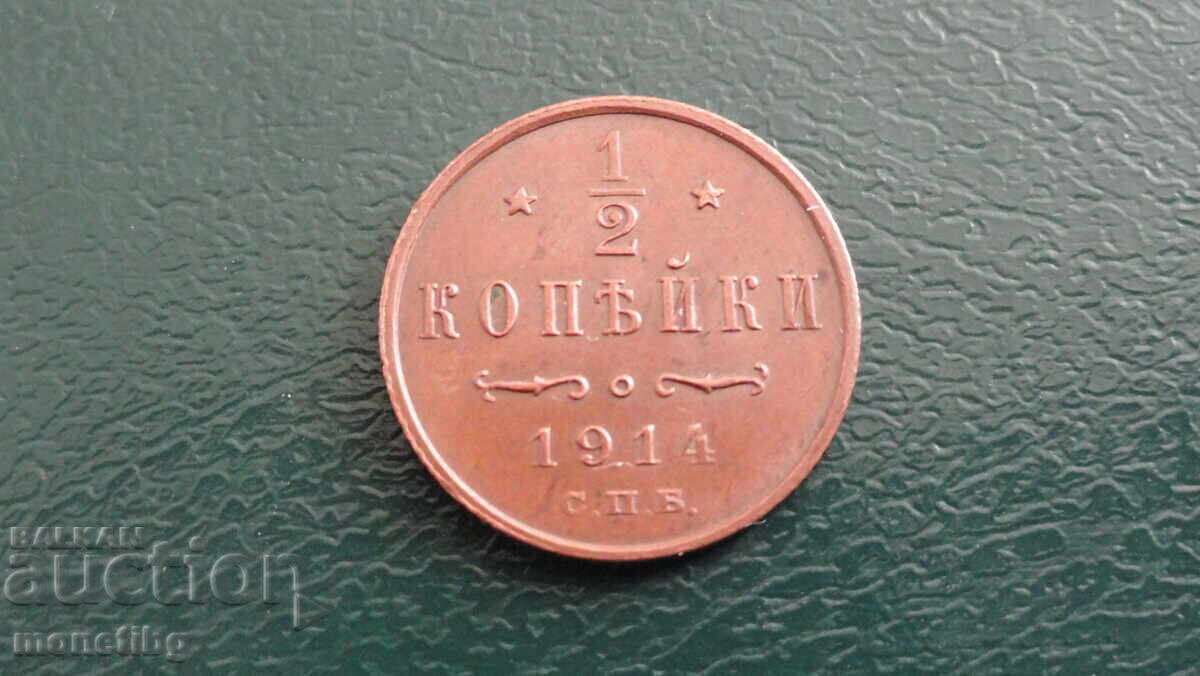 1
2
КОПѢЙКИ
1914
С.П.Б.
BALKAN
auction
monetibg